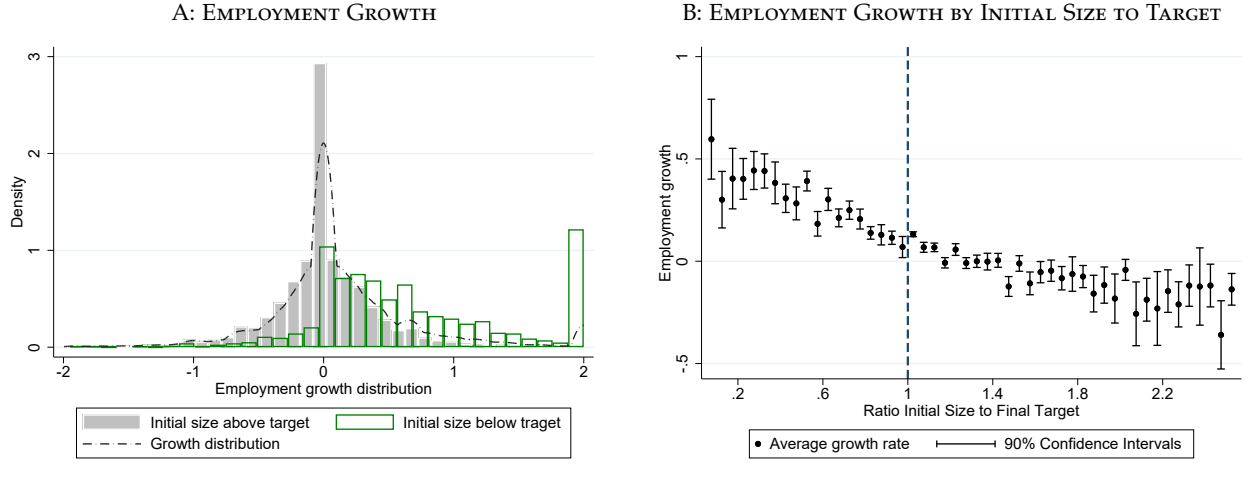 A: EMPLOYMENT GROWTH
3
2
1
0
Density
-2
-1
0
1
2
Employment growth distribution
Initial size above target
Initial size below traget
Growth distribution
B: EMPLOYMENT GROWTH BY INITIAL SIZE TO TARGET
1
.5
0
-.5
Employment growth
.2
.6
1
1.4
1.8
2.2
Ratio Initial Size to Final Target
Average growth rate
90% Confidence Intervals